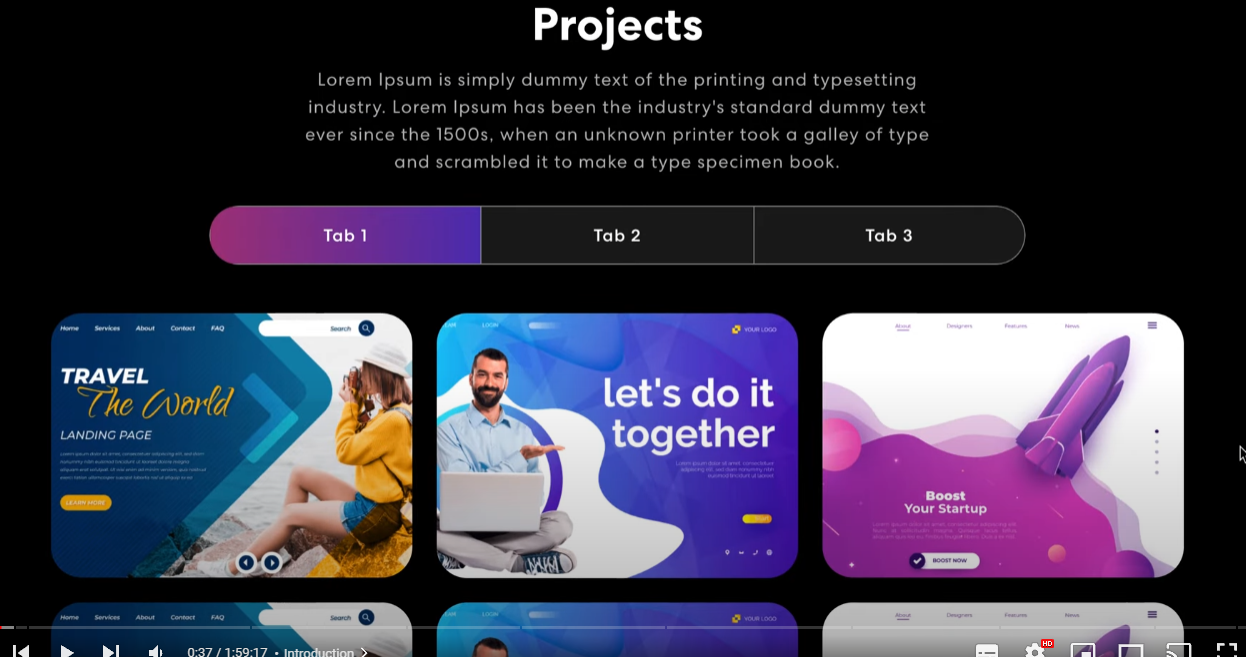 Projects
Lorem Ipsum is simply dummy text of the printing and typesetting
industry. Lorem Ipsum has been the industry's standard dummy text
ever since the 1500s, when an unknown printer took a galley of type
and scrambled it to make a type specimen book.
Tab 1
Tab 2
Tab 3
Home Services About Contact FAQ
Search
TRAVEL
The World
LANDING PAGE
LEARN MORE
LOGIN
YOUR LOGO
let's do it
together
About Designers Features News
Boost
Your Startup
BOOST NOW
Home Services About Contact FAQ
Search
LOGIN
YOUR LOGO
About Designers Features News
0:37 / 1:59:17 • Introduction
HD